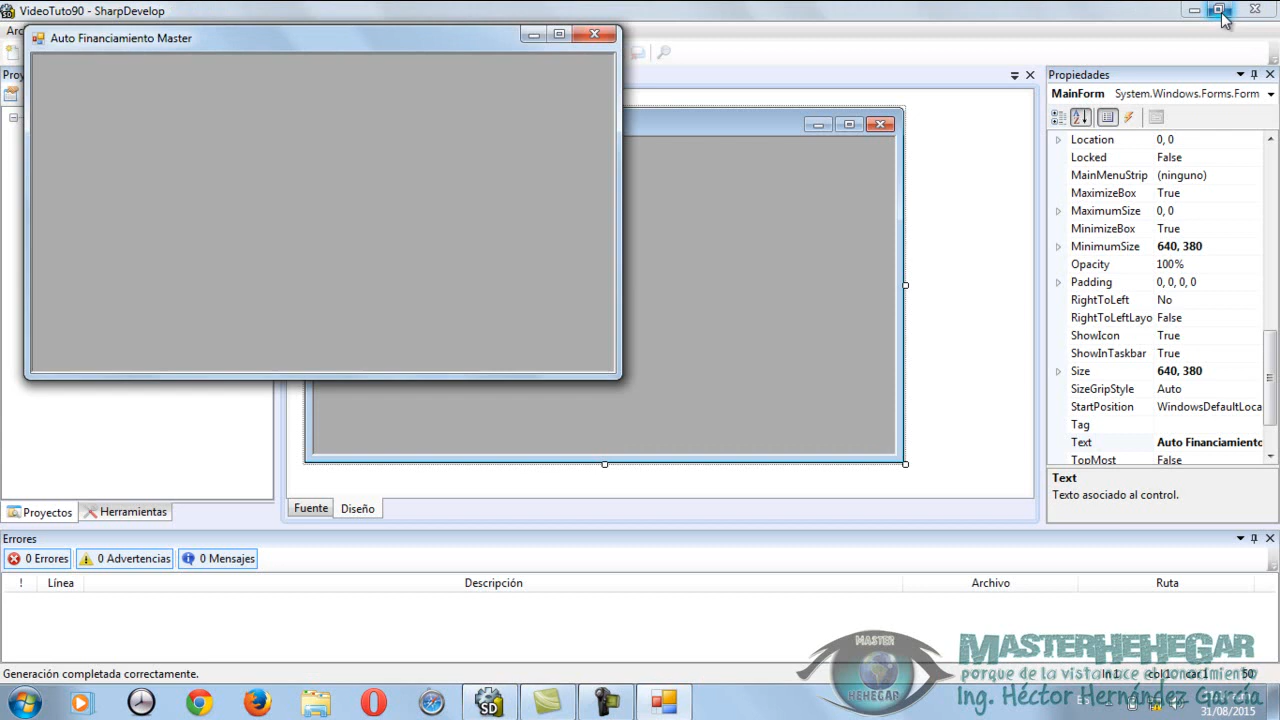 VideoTuto90 - SharpDevelop
Auto Financiamiento Master
Propiedades
MainForm System.Windows.Forms.Form
Location 0, 0
Locked False
MainMenuStrip (ninguno)
MaximizeBox True
MaximumSize 0, 0
MinimizeBox True
MinimumSize 640, 380
Opacity 100%
Padding 0, 0, 0, 0
RightToLeft No
RightToLeftLayo False
ShowIcon True
ShowInTaskbar True
Size 640, 380
SizeGripStyle Auto
StartPosition WindowsDefaultLoca
Tag
Text Auto Financiamiento
TopMost False
Text
Texto asociado al control.
Fuente Diseño
Proyectos Herramientas
Errores
0 Errores 0 Advertencias 0 Mensajes
! Línea Descripción Archivo Ruta
Generación completada correctamente.
MASTER
HEHEGAR
MASTERHEHEGAR
porque de la vista nace el conocimiento
Ing. Héctor Hernández García
31/08/2015